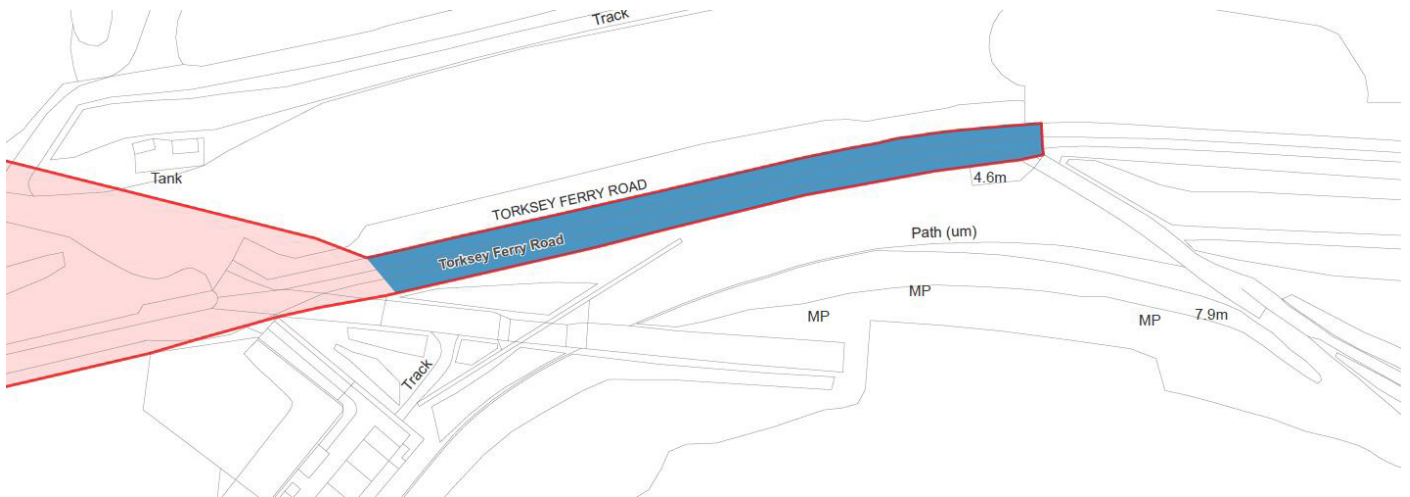 Track
Tank
TORKSEY FERRY ROAD
4.6m
Torksey Ferry Road
Path (um)
MP
MP
MP
7.9m
Track